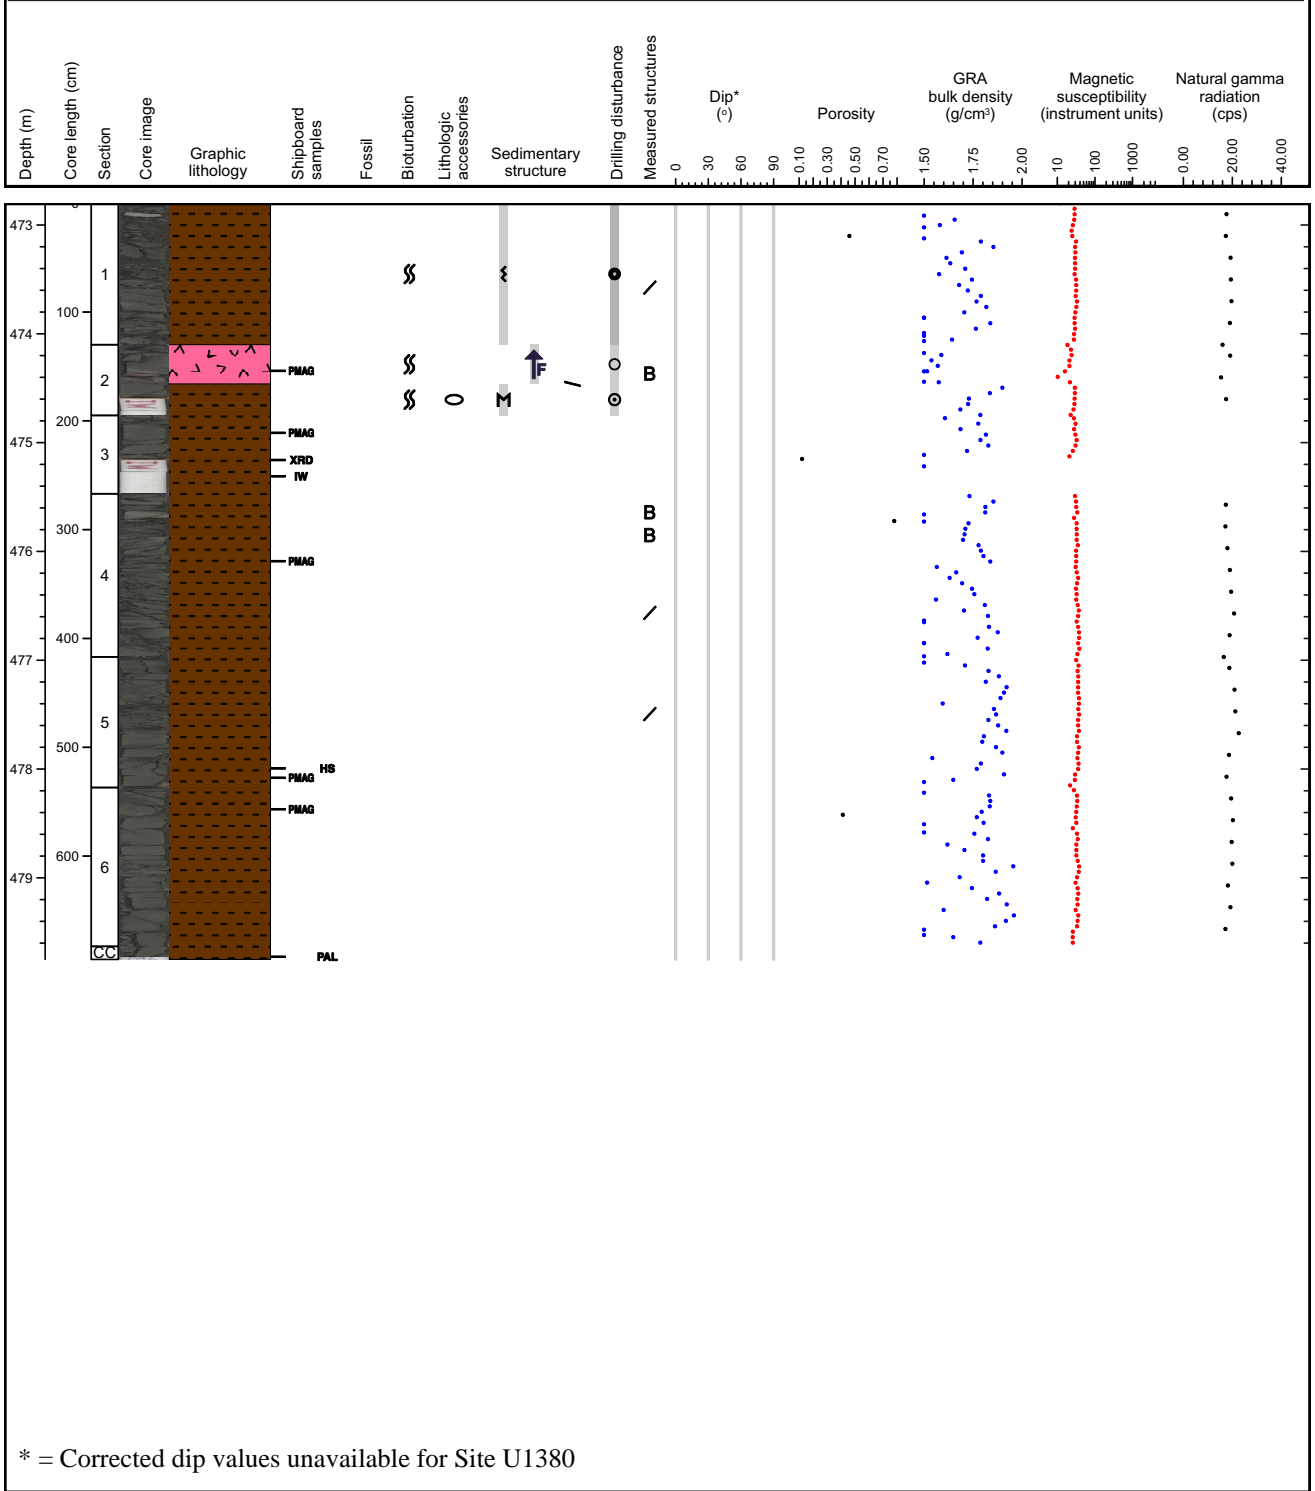 Depth (m)
Core length (cm)
Section
Core image
Graphic
lithology
Shipboard
samples
Fossil
Bioturbation
Lithologic
accessories
Sedimentary
structure
Drilling disturbance
Measured structures
Dip*
(o)
0 30 60 90
Porosity
0.10 0.30 0.50 0.70
GRA
bulk density
(g/cm³)
1.50 1.75 2.00
Magnetic
susceptibility
(instrument units)
10 100 1000
Natural gamma
radiation
(cps)
0.00 20.00 40.00
473
1
100
474
2
PMAG
F
B
M
200
475
3
PMAG
XRD
IW
B
300
B
476
4
PMAG
400
477
5
500
478
HS
PMAG
PMAG
600
479
6
CC
PAL
* = Corrected dip values unavailable for Site U1380